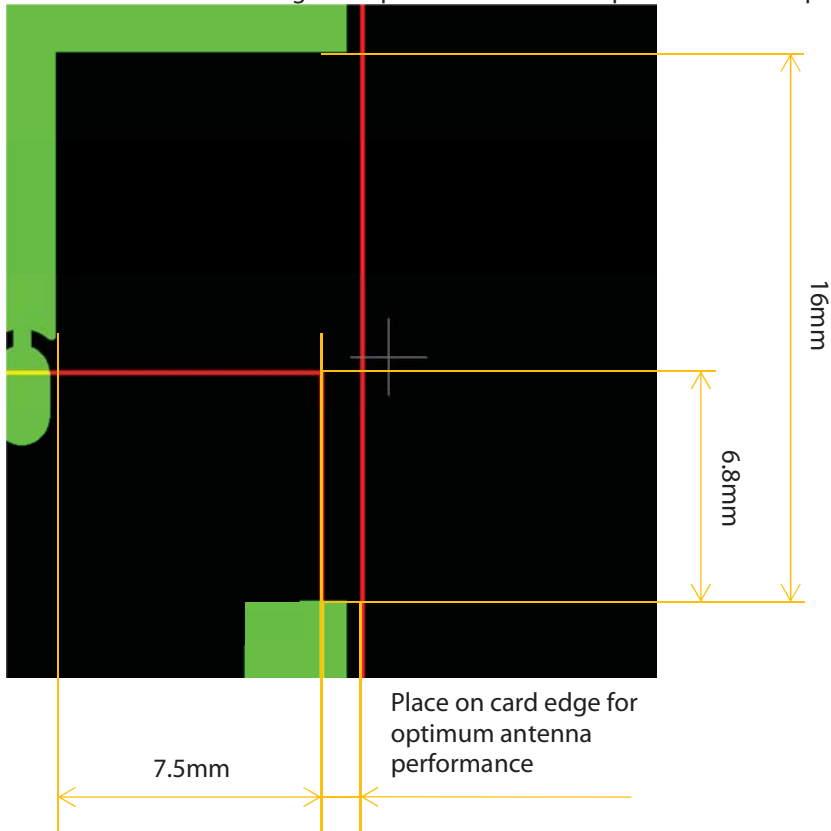 16mm
6.8mm
Place on card edge for
optimum antenna
performance
7.5mm